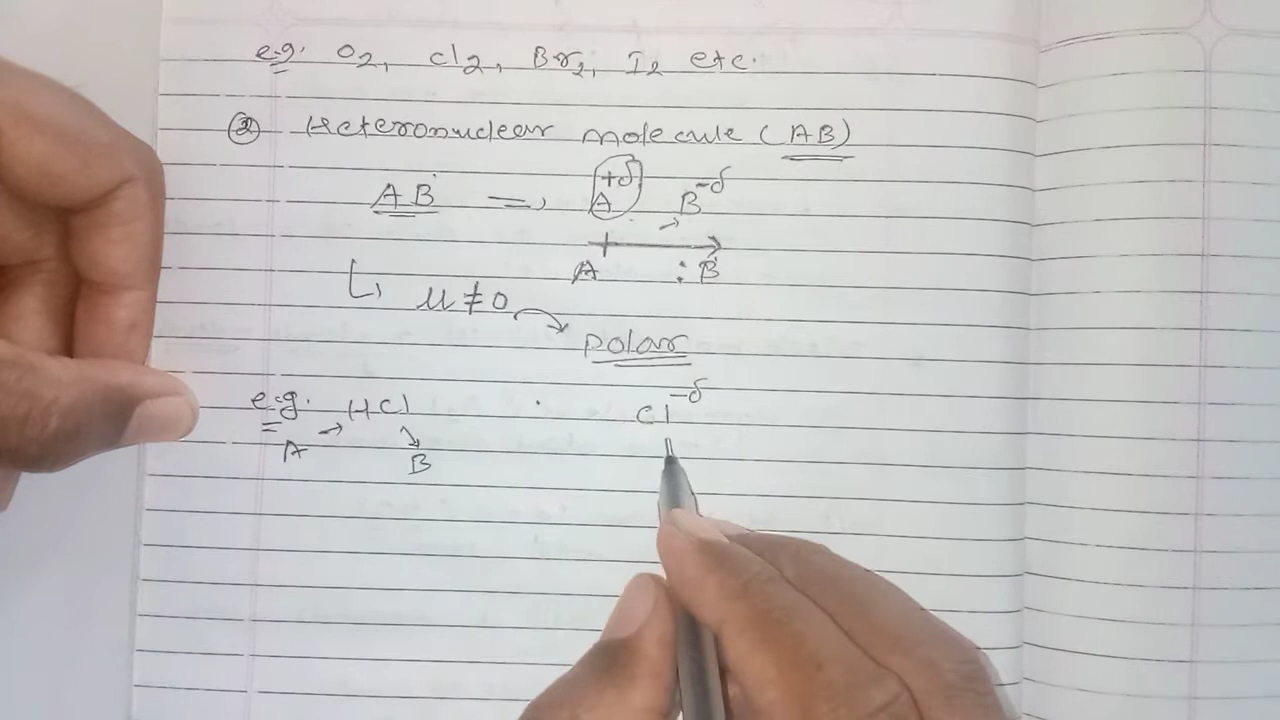 e.g. O2, Cl2, Br2, I2 etc.
② Heteronuclear molecule (AB)
AB ⇒ A+δ B-δ
A :B
μ ≠ 0
polar
e.g. HCl Cl-δ
A B